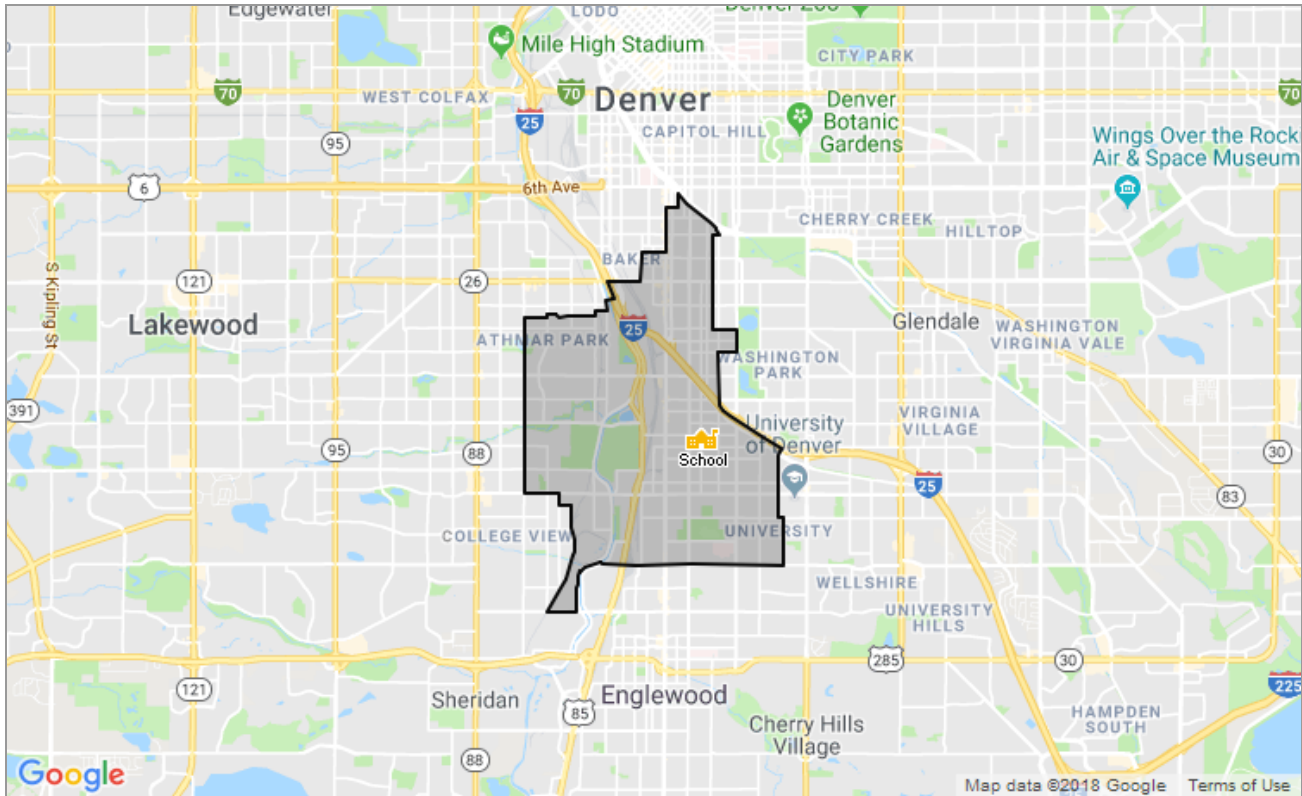 Edgewater
LODO
Mile High Stadium
CITY PARK
70
70
70
WEST COLFAX
Denver
25
Denver
Botanic
Gardens
CAPITOL HILL
95
Wings Over the Rock
Air & Space Museum
6
6th Ave
CHERRY CREEK
HILLTOP
BAKER
S Kipling St
121
26
Lakewood
25
Glendale
ATHMAR PARK
WASHINGTON
VIRGINIA VALE
WASHINGTON
PARK
391
University
of Denver
VIRGINIA
VILLAGE
School
95
88
30
25
83
COLLEGE VIEW
UNIVERSITY
WELLSHIRE
UNIVERSITY
HILLS
285
30
121
Sheridan
Englewood
85
225
Cherry Hills
Village
HAMPDEN
SOUTH
88
Google
Map data ©2018 Google
Terms of Use